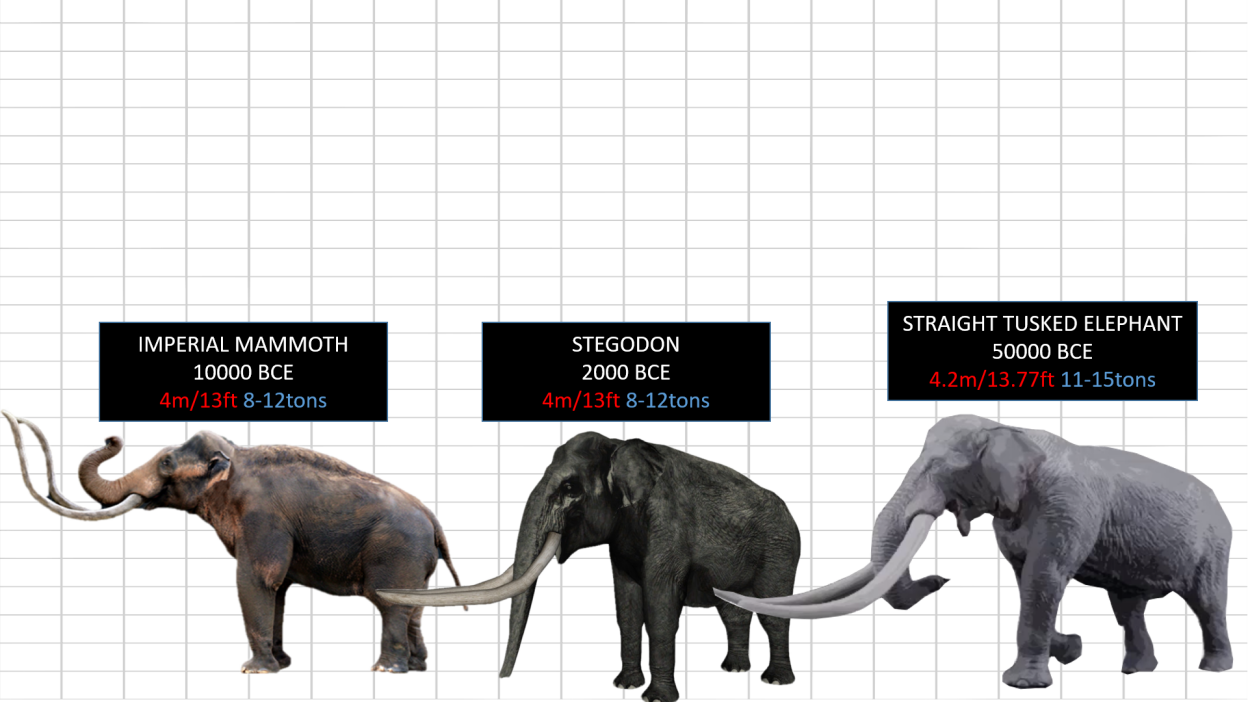 IMPERIAL MAMMOTH
10000 BCE
4m/13ft 8-12tons
STEGODON
2000 BCE
4m/13ft 8-12tons
STRAIGHT TUSKED ELEPHANT
50000 BCE
4.2m/13.77ft 11-15tons